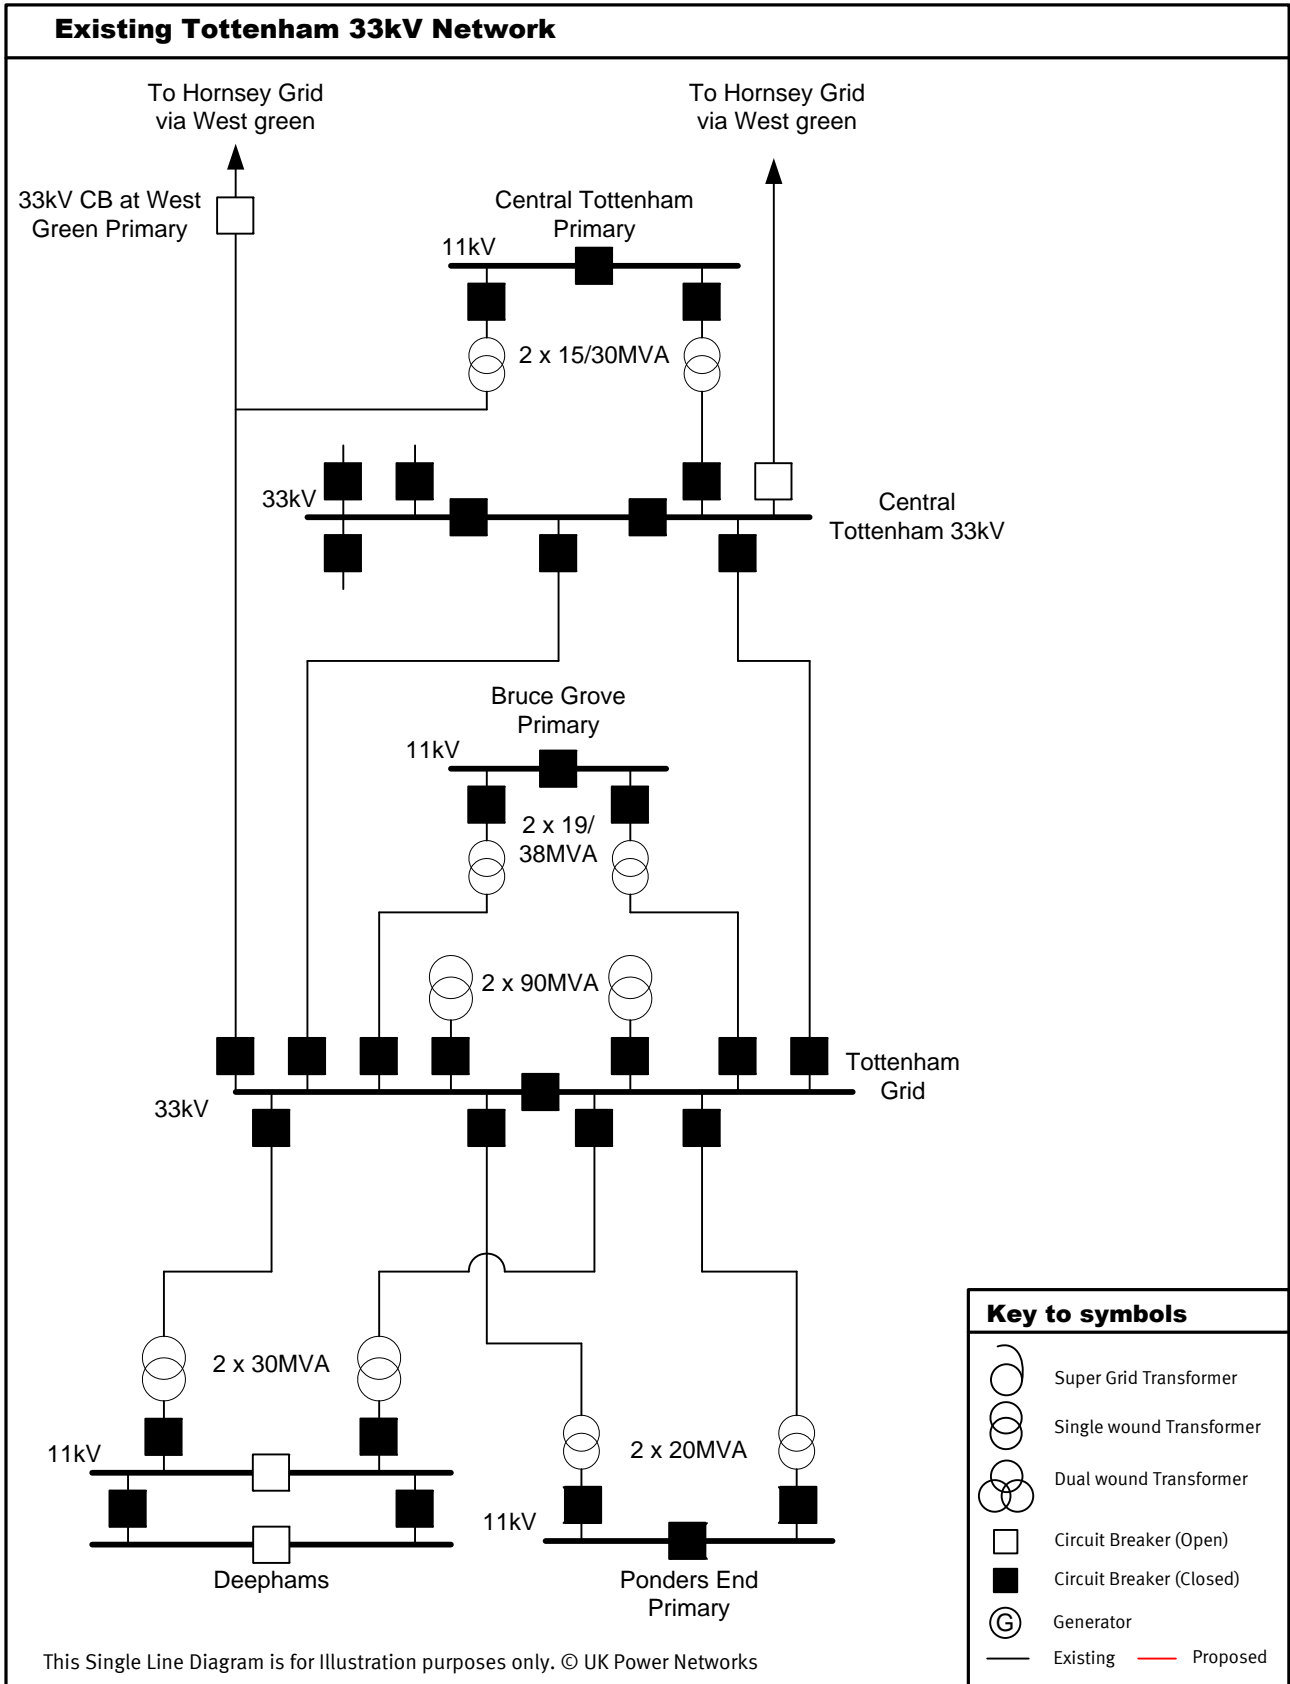 Existing Tottenham 33kV Network
To Hornsey Grid
via West green
To Hornsey Grid
via West green
33kV CB at West
Green Primary
Central Tottenham
Primary
11kV
2 x 15/30MVA
33kV
Central
Tottenham 33kV
Bruce Grove
Primary
11kV
2 x 19/
38MVA
2 x 90MVA
Tottenham
Grid
33kV
2 x 30MVA
11kV
2 x 20MVA
11kV
Deephams
Ponders End
Primary
Key to symbols
Super Grid Transformer
Single wound Transformer
Dual wound Transformer
Circuit Breaker (Open)
Circuit Breaker (Closed)
G Generator
Existing Proposed
This Single Line Diagram is for Illustration purposes only. © UK Power Networks